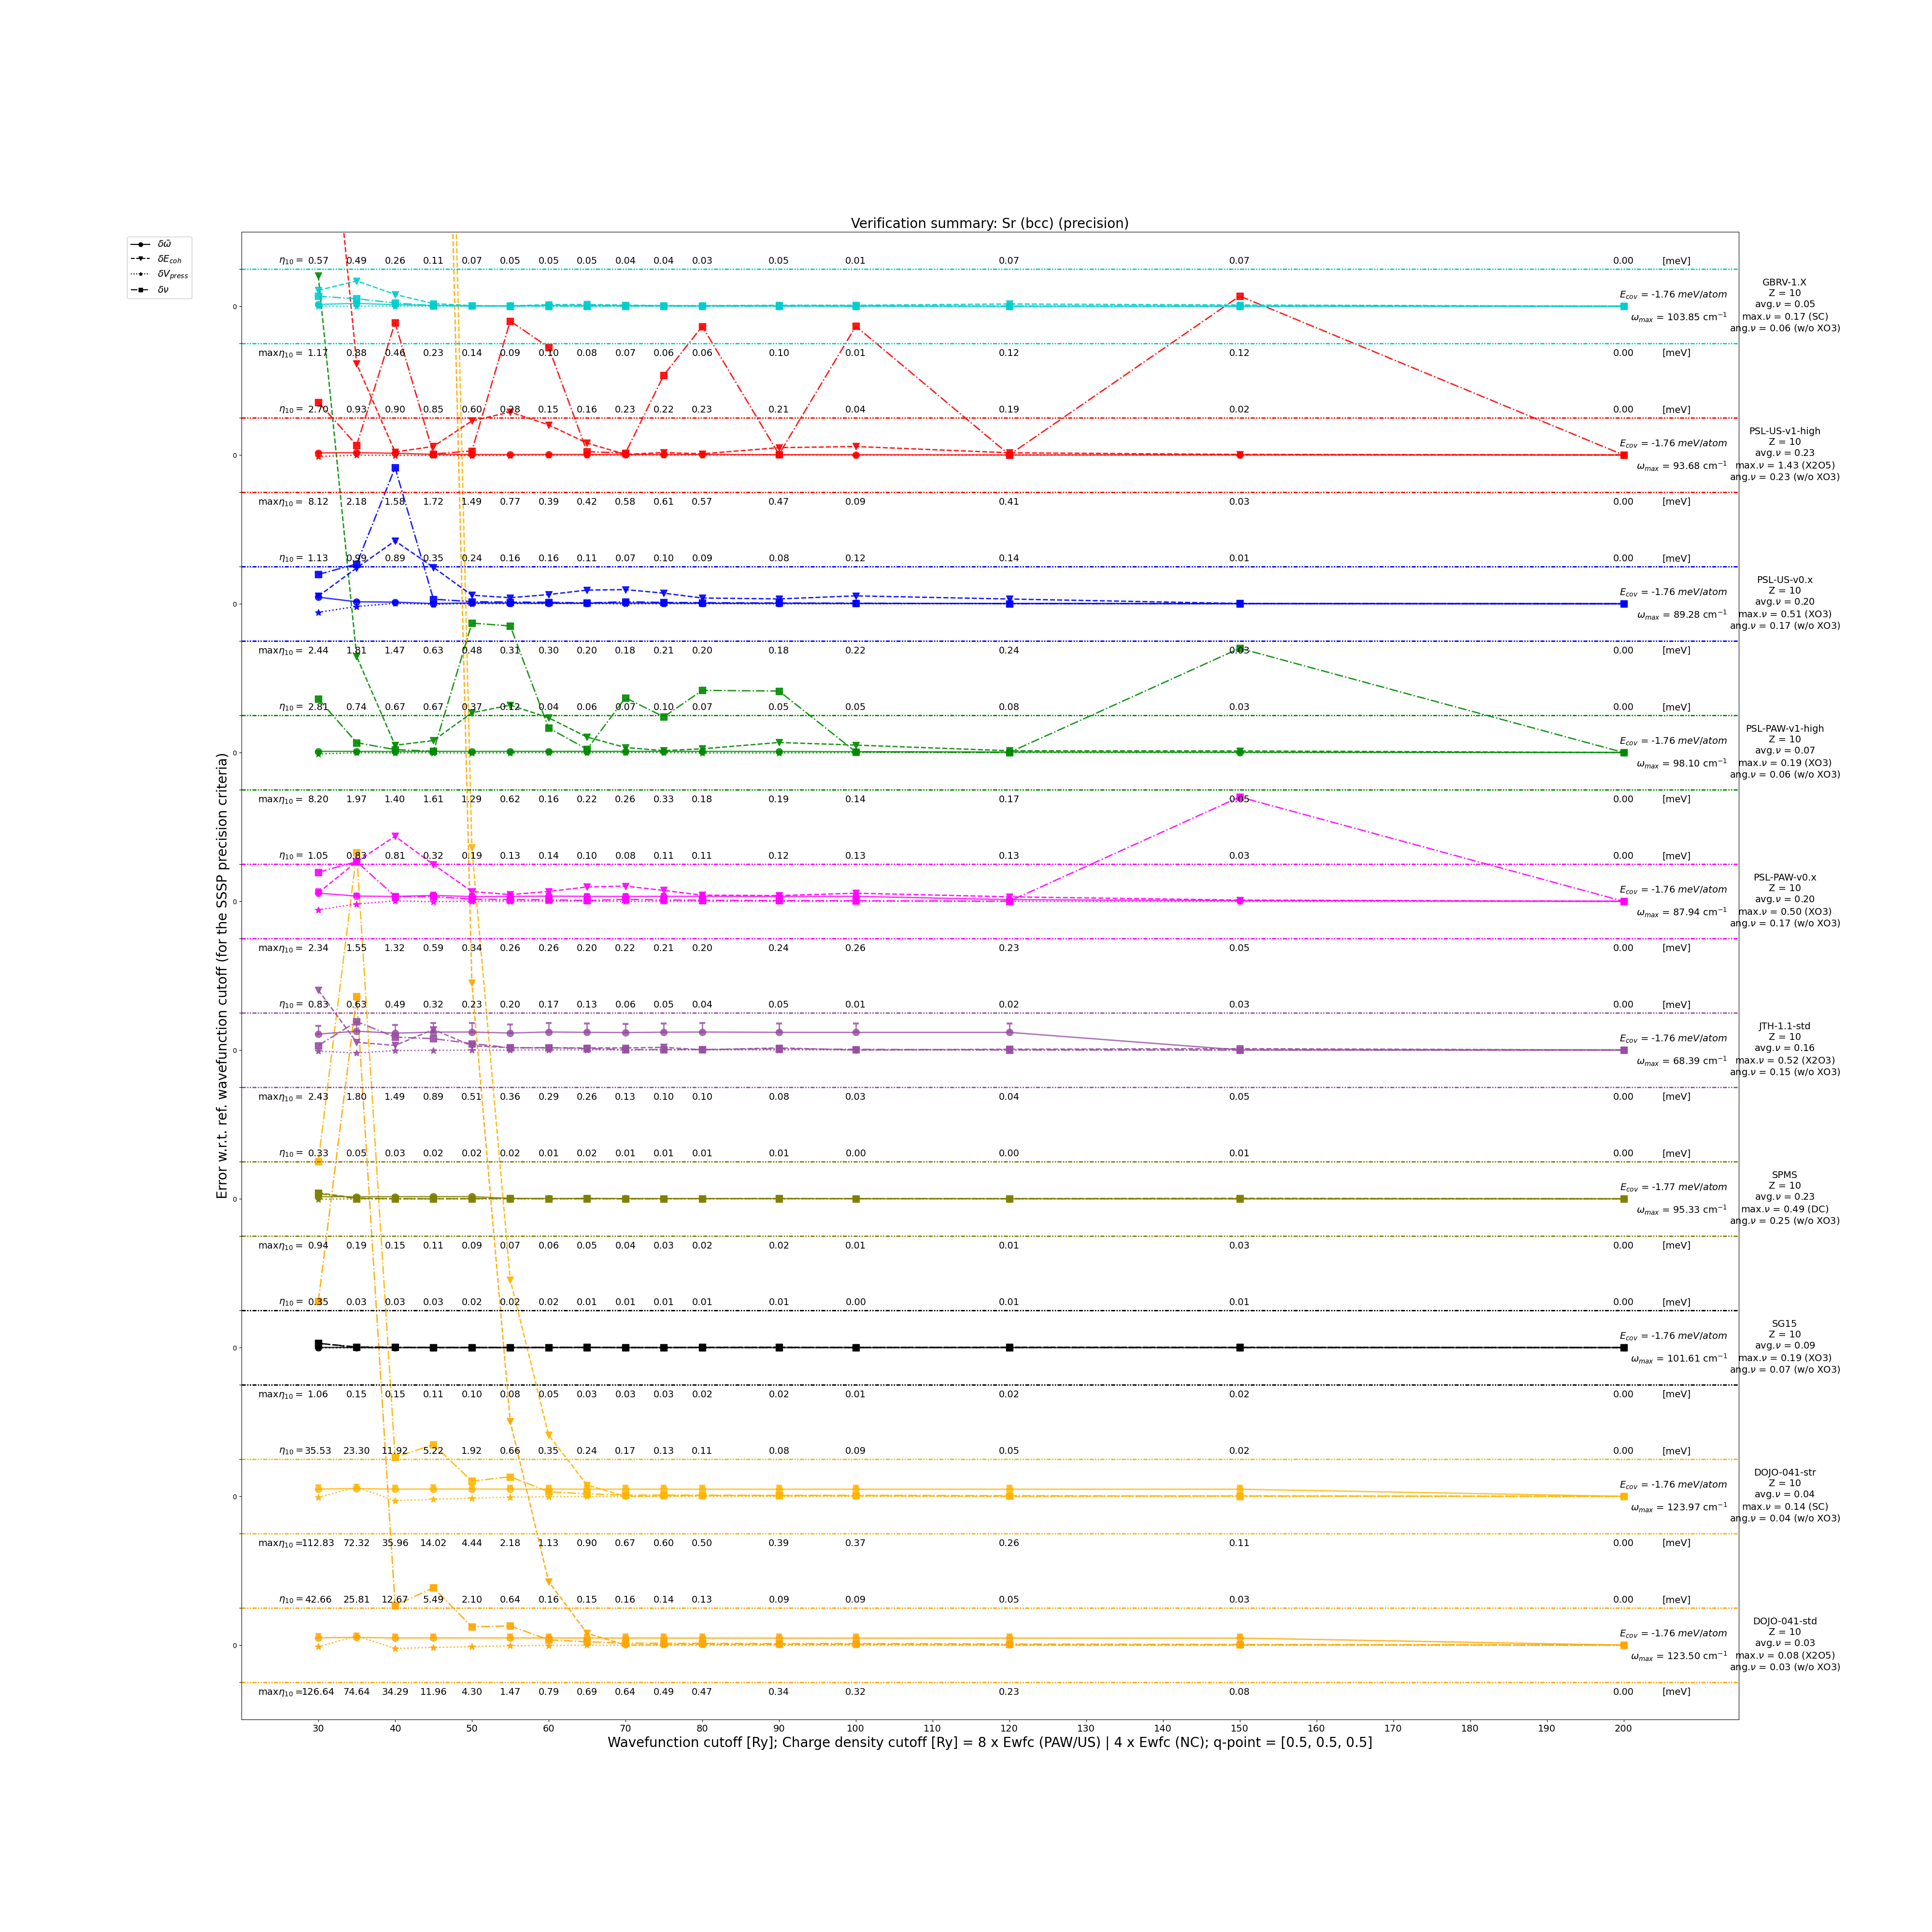 Verification summary: Sr (bcc) (precision)
δω̄
δE_coh
δV_press
δν
Error w.r.t. ref. wavefunction cutoff (for the SSSP precision criteria)
η₁₀ = 0.57 0.49 0.26 0.11 0.07 0.05 0.05 0.05 0.04 0.04 0.03 0.05 0.01 0.07 0.07 0.00 [meV]
0
E_cov = -1.76 meV/atom
ω_max = 103.85 cm⁻¹
GBRV-1.X
Z = 10
avg.ν = 0.05
max.ν = 0.17 (SC)
ang.ν = 0.06 (w/o XO3)
maxη₁₀ = 1.17 0.88 0.46 0.23 0.14 0.09 0.10 0.08 0.07 0.06 0.06 0.10 0.01 0.12 0.12 0.00 [meV]
η₁₀ = 2.70 0.93 0.90 0.85 0.60 0.28 0.15 0.16 0.23 0.22 0.23 0.21 0.04 0.19 0.02 0.00 [meV]
0
E_cov = -1.76 meV/atom
ω_max = 93.68 cm⁻¹
PSL-US-v1-high
Z = 10
avg.ν = 0.23
max.ν = 1.43 (X2O5)
ang.ν = 0.23 (w/o XO3)
maxη₁₀ = 8.12 2.18 1.58 1.72 1.49 0.77 0.39 0.42 0.58 0.61 0.57 0.47 0.09 0.41 0.03 0.00 [meV]
η₁₀ = 1.13 0.99 0.89 0.35 0.24 0.16 0.16 0.11 0.07 0.10 0.09 0.08 0.12 0.14 0.01 0.00 [meV]
0
E_cov = -1.76 meV/atom
ω_max = 89.28 cm⁻¹
PSL-US-v0.x
Z = 10
avg.ν = 0.20
max.ν = 0.51 (XO3)
ang.ν = 0.17 (w/o XO3)
maxη₁₀ = 2.44 1.81 1.47 0.63 0.48 0.31 0.30 0.20 0.18 0.21 0.20 0.18 0.22 0.24 0.03 0.00 [meV]
η₁₀ = 2.81 0.74 0.67 0.67 0.37 0.12 0.04 0.06 0.07 0.10 0.07 0.05 0.05 0.08 0.03 0.00 [meV]
0
E_cov = -1.76 meV/atom
ω_max = 98.10 cm⁻¹
PSL-PAW-v1-high
Z = 10
avg.ν = 0.07
max.ν = 0.19 (XO3)
ang.ν = 0.06 (w/o XO3)
maxη₁₀ = 8.20 1.97 1.40 1.61 1.29 0.62 0.16 0.22 0.26 0.33 0.18 0.19 0.14 0.17 0.05 0.00 [meV]
η₁₀ = 1.05 0.83 0.81 0.32 0.19 0.13 0.14 0.10 0.08 0.11 0.11 0.12 0.13 0.13 0.03 0.00 [meV]
0
E_cov = -1.76 meV/atom
ω_max = 87.94 cm⁻¹
PSL-PAW-v0.x
Z = 10
avg.ν = 0.20
max.ν = 0.50 (XO3)
ang.ν = 0.17 (w/o XO3)
maxη₁₀ = 2.34 1.55 1.32 0.59 0.34 0.26 0.26 0.20 0.22 0.21 0.20 0.24 0.26 0.23 0.05 0.00 [meV]
η₁₀ = 0.83 0.63 0.49 0.32 0.23 0.20 0.17 0.13 0.06 0.05 0.04 0.05 0.01 0.02 0.03 0.00 [meV]
0
E_cov = -1.76 meV/atom
ω_max = 68.39 cm⁻¹
JTH-1.1-std
Z = 10
avg.ν = 0.16
max.ν = 0.52 (X2O3)
ang.ν = 0.15 (w/o XO3)
maxη₁₀ = 2.43 1.80 1.49 0.89 0.51 0.36 0.29 0.26 0.13 0.10 0.10 0.08 0.03 0.04 0.05 0.00 [meV]
η₁₀ = 0.33 0.05 0.03 0.02 0.02 0.02 0.01 0.02 0.01 0.01 0.01 0.01 0.00 0.00 0.01 0.00 [meV]
0
E_cov = -1.77 meV/atom
ω_max = 95.33 cm⁻¹
SPMS
Z = 10
avg.ν = 0.23
max.ν = 0.49 (DC)
ang.ν = 0.25 (w/o XO3)
maxη₁₀ = 0.94 0.19 0.15 0.11 0.09 0.07 0.06 0.05 0.04 0.03 0.02 0.02 0.01 0.01 0.03 0.00 [meV]
η₁₀ = 0.35 0.03 0.03 0.03 0.02 0.02 0.02 0.01 0.01 0.01 0.01 0.01 0.00 0.01 0.01 0.00 [meV]
0
E_cov = -1.76 meV/atom
ω_max = 101.61 cm⁻¹
SG15
Z = 10
avg.ν = 0.09
max.ν = 0.19 (XO3)
ang.ν = 0.07 (w/o XO3)
maxη₁₀ = 1.06 0.15 0.15 0.11 0.10 0.08 0.05 0.03 0.03 0.03 0.02 0.02 0.01 0.02 0.02 0.00 [meV]
η₁₀ = 35.53 23.30 11.92 5.22 1.92 0.66 0.35 0.24 0.17 0.13 0.11 0.08 0.09 0.05 0.02 0.00 [meV]
0
E_cov = -1.76 meV/atom
ω_max = 123.97 cm⁻¹
DOJO-041-str
Z = 10
avg.ν = 0.04
max.ν = 0.14 (SC)
ang.ν = 0.04 (w/o XO3)
maxη₁₀ = 112.83 72.32 35.96 14.02 4.44 2.18 1.13 0.90 0.67 0.60 0.50 0.39 0.37 0.26 0.11 0.00 [meV]
η₁₀ = 42.66 25.81 12.67 5.49 2.10 0.64 0.16 0.15 0.16 0.14 0.13 0.09 0.09 0.05 0.03 0.00 [meV]
0
E_cov = -1.76 meV/atom
ω_max = 123.50 cm⁻¹
DOJO-041-std
Z = 10
avg.ν = 0.03
max.ν = 0.08 (X2O5)
ang.ν = 0.03 (w/o XO3)
maxη₁₀ = 126.64 74.64 34.29 11.96 4.30 1.47 0.79 0.69 0.64 0.49 0.47 0.34 0.32 0.23 0.08 0.00 [meV]
30 40 50 60 70 80 90 100 110 120 130 140 150 160 170 180 190 200
Wavefunction cutoff [Ry]; Charge density cutoff [Ry] = 8 x Ewfc (PAW/US) | 4 x Ewfc (NC); q-point = [0.5, 0.5, 0.5]